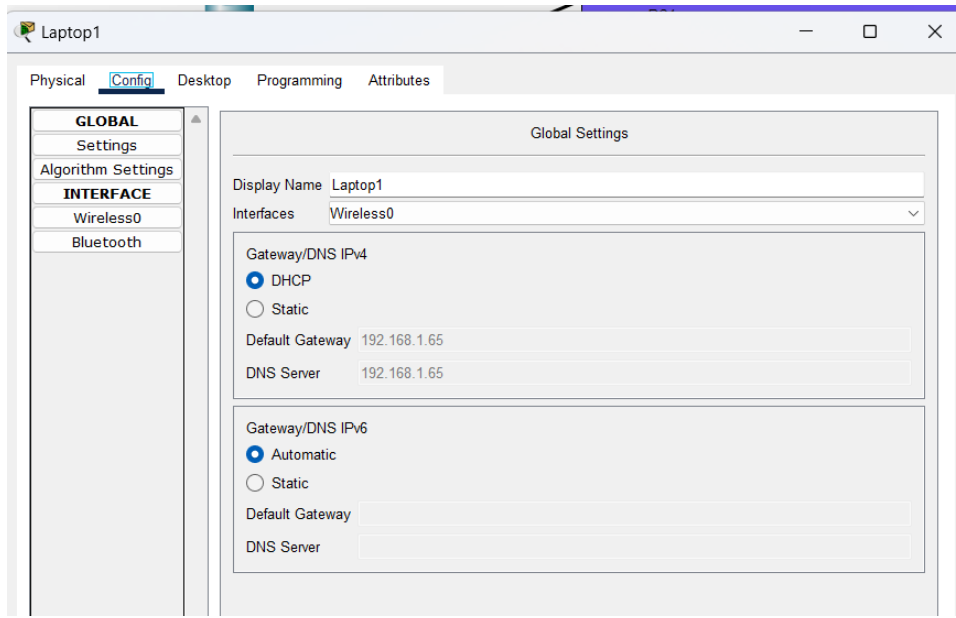 Laptop1
Physical Config Desktop Programming Attributes
GLOBAL
Settings
Algorithm Settings
INTERFACE
Wireless0
Bluetooth
Global Settings
Display Name Laptop1
Interfaces Wireless0
Gateway/DNS IPv4
DHCP
Static
Default Gateway 192.168.1.65
DNS Server 192.168.1.65
Gateway/DNS IPv6
Automatic
Static
Default Gateway
DNS Server